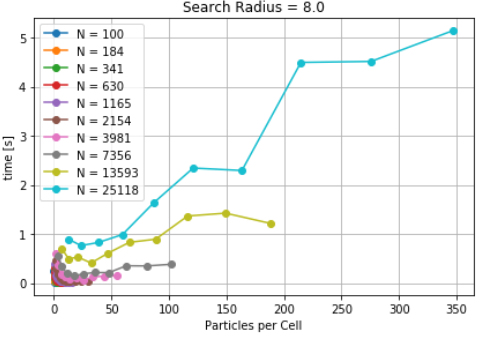 Search Radius = 8.0
5
4
3
2
1
0
time [s]
N = 100
N = 184
N = 341
N = 630
N = 1165
N = 2154
N = 3981
N = 7356
N = 13593
N = 25118
0 50 100 150 200 250 300 350
Particles per Cell